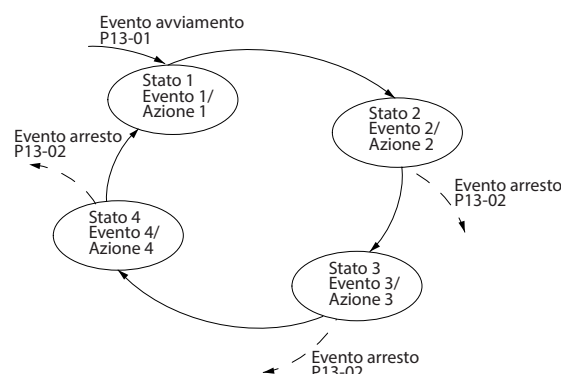 Evento avviamento
P13-01
Stato 1
Evento 1/
Azione 1
Stato 2
Evento 2/
Azione 2
Evento arresto
P13-02
Evento arresto
P13-02
Stato 4
Evento 4/
Azione 4
Stato 3
Evento 3/
Azione 3
Evento arresto
P13-02